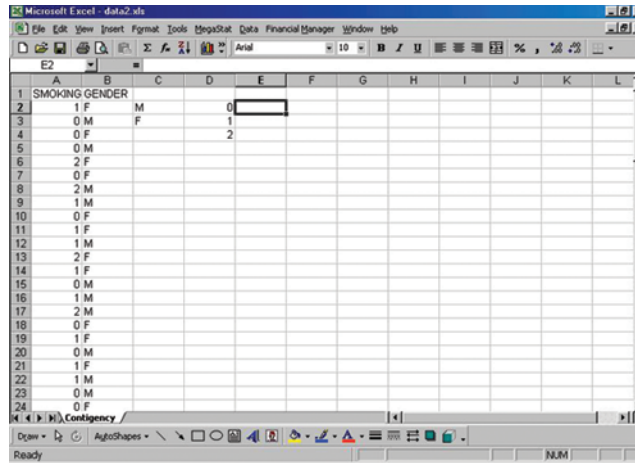 Microsoft Excel - data2.xls
File Edit View Insert Format Tools MegaStat Data Financial Manager Window Help
Arial 10 B I U % ,
E2 =
A B C D E F G H I J K L
1 SMOKING GENDER
2 1 F M 0
3 0 M F 1
4 0 F 2
5 0 M
6 2 F
7 0 F
8 2 M
9 1 M
10 0 F
11 1 F
12 1 M
13 2 F
14 1 F
15 0 M
16 1 M
17 2 M
18 0 F
19 1 F
20 0 M
21 1 F
22 1 M
23 0 M
24 0 F
Contigency
Draw AutoShapes
Ready NUM